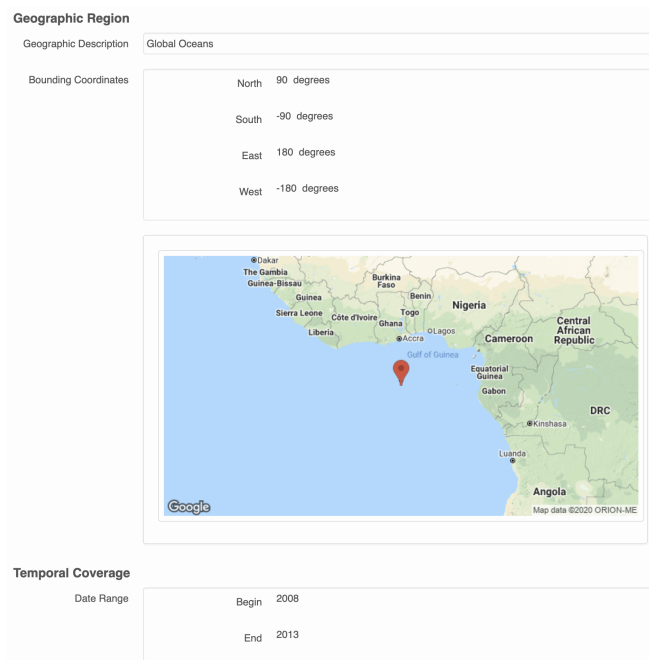 Geographic Region
Geographic Description Global Oceans
Bounding Coordinates
North 90 degrees
South -90 degrees
East 180 degrees
West -180 degrees
Dakar
The Gambia
Guinea-Bissau
Burkina
Faso
Guinea
Benin
Nigeria
Sierra Leone
Côte d'Ivoire
Togo
Ghana
Liberia
Lagos
Accra
Cameroon
Central
African
Republic
Gulf of Guinea
Equatorial
Guinea
Gabon
DRC
Kinshasa
Luanda
Angola
Google
Map data ©2020 ORION-ME
Temporal Coverage
Date Range
Begin 2008
End 2013